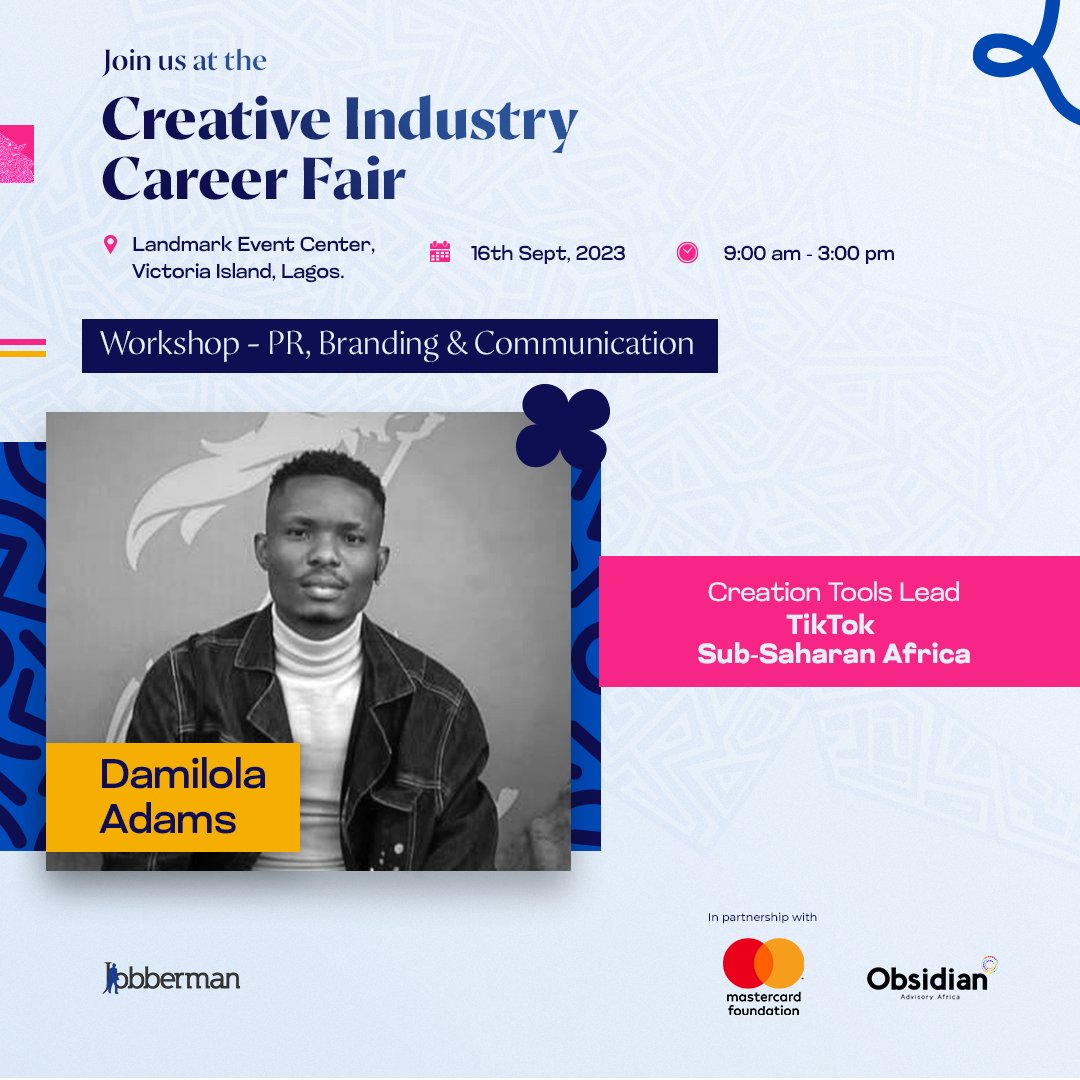 Join us at the
Creative Industry
Career Fair
Landmark Event Center,
Victoria Island, Lagos.
16th Sept, 2023
9:00 am - 3:00 pm
Workshop - PR, Branding & Communication
Creation Tools Lead
TikTok
Sub-Saharan Africa
Damilola
Adams
Jobberman
In partnership with
mastercard
foundation
Obsidian
Advisory Africa